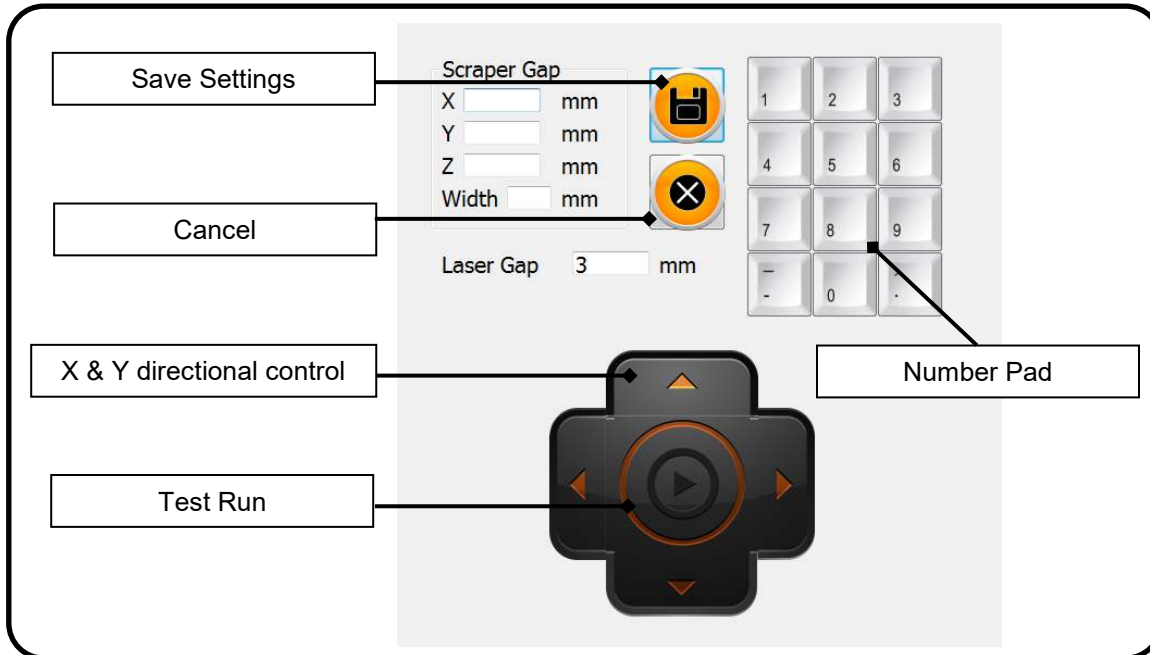 Save Settings
Scraper Gap
X mm
Y mm
Z mm
Width mm
Cancel
Laser Gap 3 mm
1 2 3
4 5 6
7 8 9
-
0 .
X & Y directional control
Number Pad
Test Run